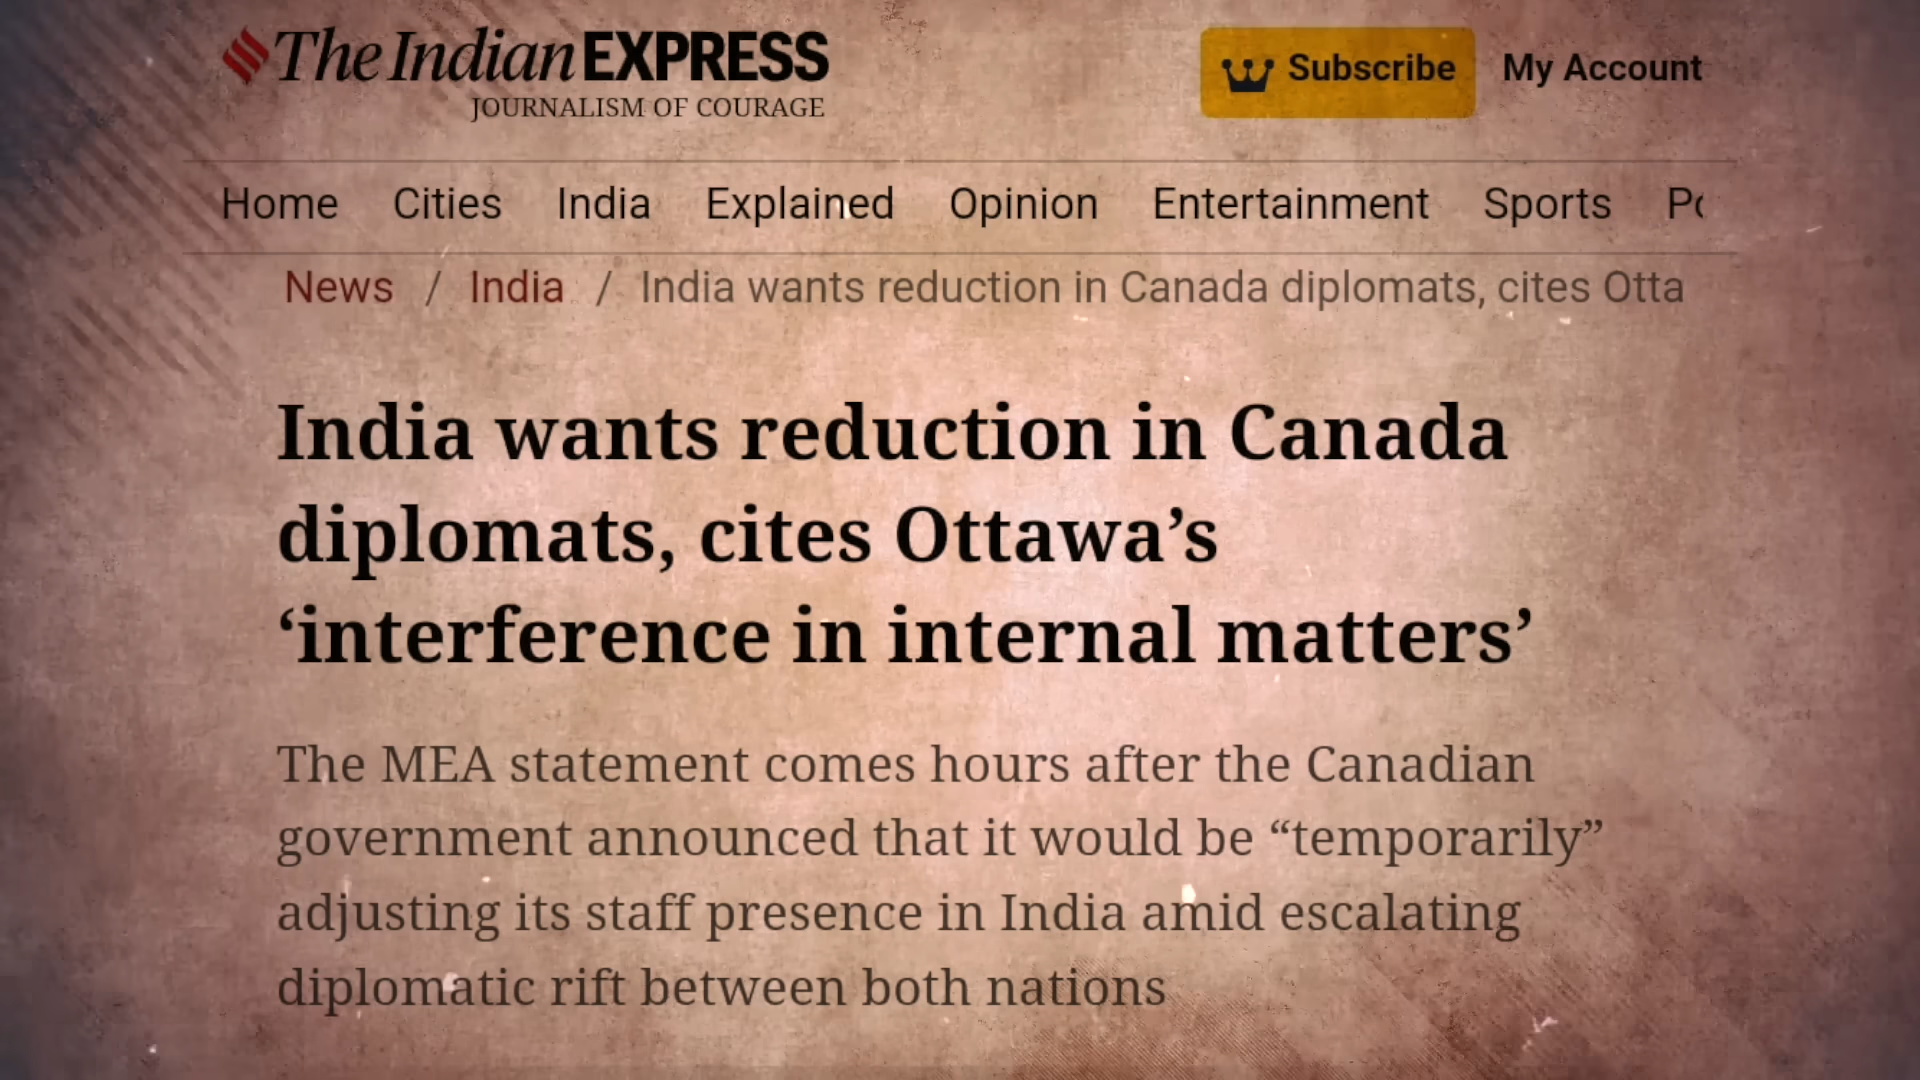 The Indian EXPRESS
JOURNALISM OF COURAGE
Subscribe
My Account
Home Cities India Explained Opinion Entertainment Sports
News / India / India wants reduction in Canada diplomats, cites Otta
India wants reduction in Canada
diplomats, cites Ottawa’s
‘interference in internal matters’
The MEA statement comes hours after the Canadian
government announced that it would be “temporarily”
adjusting its staff presence in India amid escalating
diplomatic rift between both nations